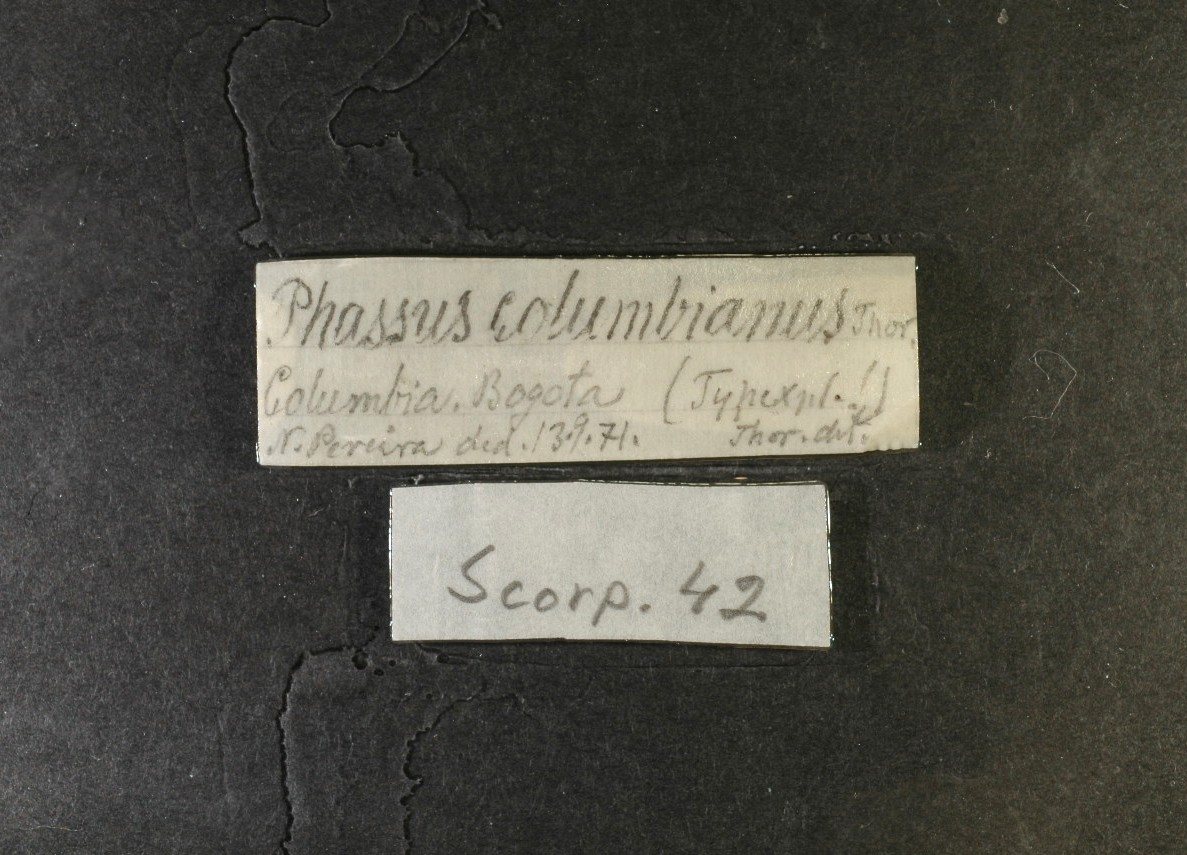 Phassus columbianus Thor.
Columbia. Bogota (Typexpl.!)
N. Pereira ded. 13.9.71. Thor. det.
Scorp. 42